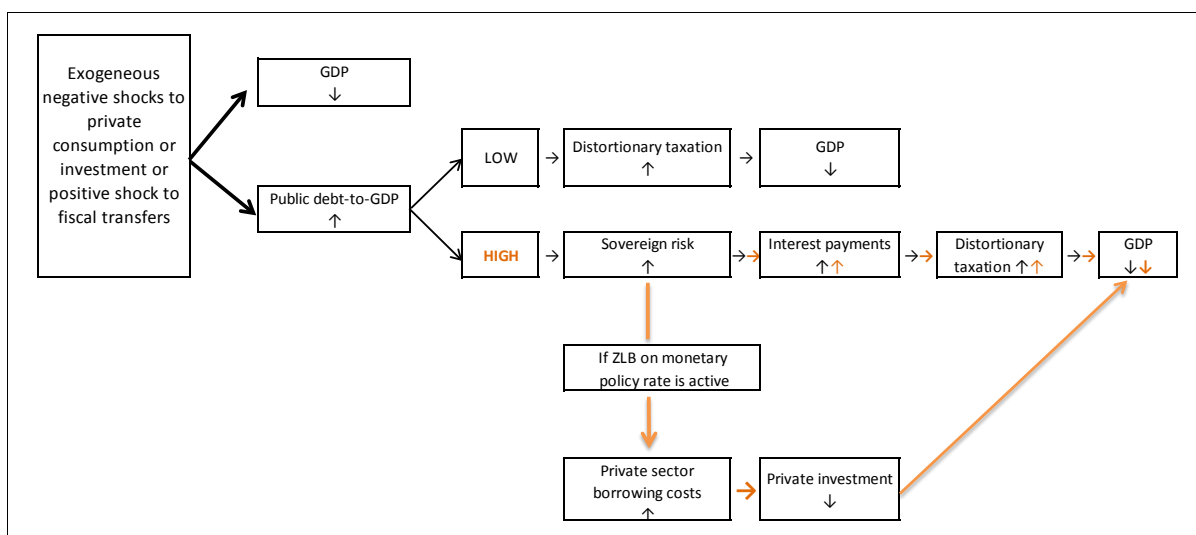 Exogeneous
negative shocks to
private
consumption or
investment or
positive shock to
fiscal transfers
GDP
↓
Public debt-to-GDP
↑
LOW
→
Distortionary taxation
↑
→
GDP
↓
HIGH
→
Sovereign risk
↑
→→
Interest payments
↑↑
→→
Distortionary
taxation ↑↑
→→
GDP
↓↓
If ZLB on monetary
policy rate is active
Private sector
borrowing costs
↑
→
Private investment
↓